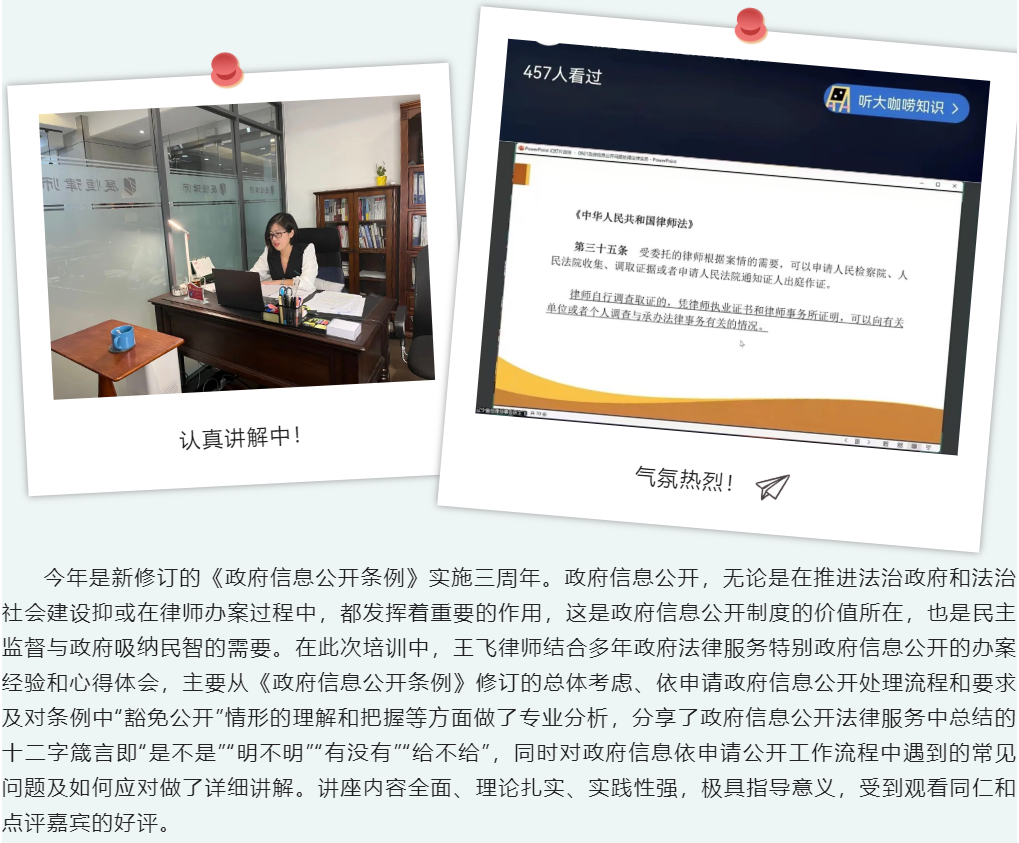 展恒律师
457人看过
听大咖唠知识
《中华人民共和国律师法》
第三十五条 受委托的律师根据案情的需要，可以申请人民检察院、人
民法院收集、调取证据或者申请人民法院通知证人出庭作证。
律师自行调查取证的，凭律师执业证书和律师事务所证明，可以向有关
单位或者个人调查与承办法律事务有关的情况。
认真讲解中！
气氛热烈！
今年是新修订的《政府信息公开条例》实施三周年。政府信息公开，无论是在推进法治政府和法治
社会建设抑或在律师办案过程中，都发挥着重要的作用，这是政府信息公开制度的价值所在，也是民主
监督与政府吸纳民智的需要。在此次培训中，王飞律师结合多年政府法律服务特别政府信息公开的办案
经验和心得体会，主要从《政府信息公开条例》修订的总体考虑、依申请政府信息公开处理流程和要求
及对条例中“豁免公开”情形的理解和把握等方面做了专业分析，分享了政府信息公开法律服务中总结的
十二字箴言即“是不是”“明不明”“有没有”“给不给”，同时对政府信息依申请公开工作流程中遇到的常见
问题及如何应对做了详细讲解。讲座内容全面、理论扎实、实践性强，极具指导意义，受到观看同仁和
点评嘉宾的好评。